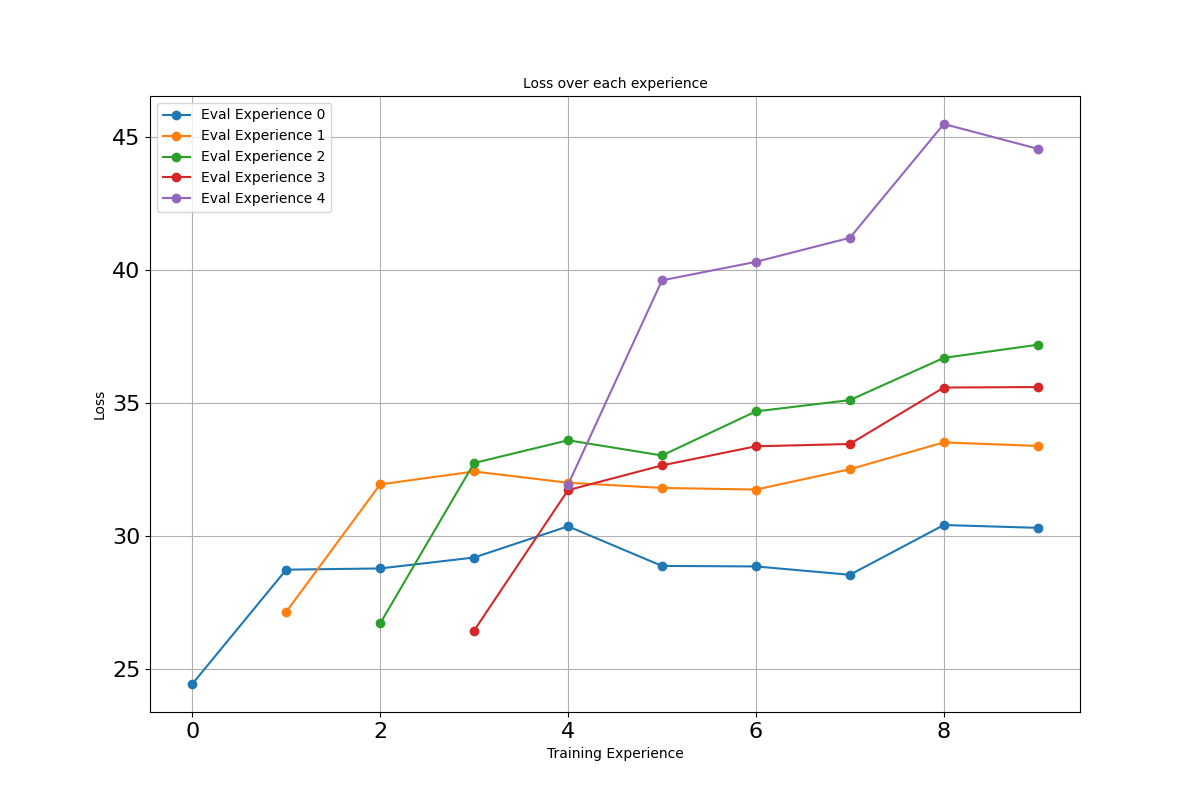 Loss over each experience
Eval Experience 0
Eval Experience 1
Eval Experience 2
Eval Experience 3
Eval Experience 4
45
40
35
30
25
Loss
0 2 4 6 8
Training Experience